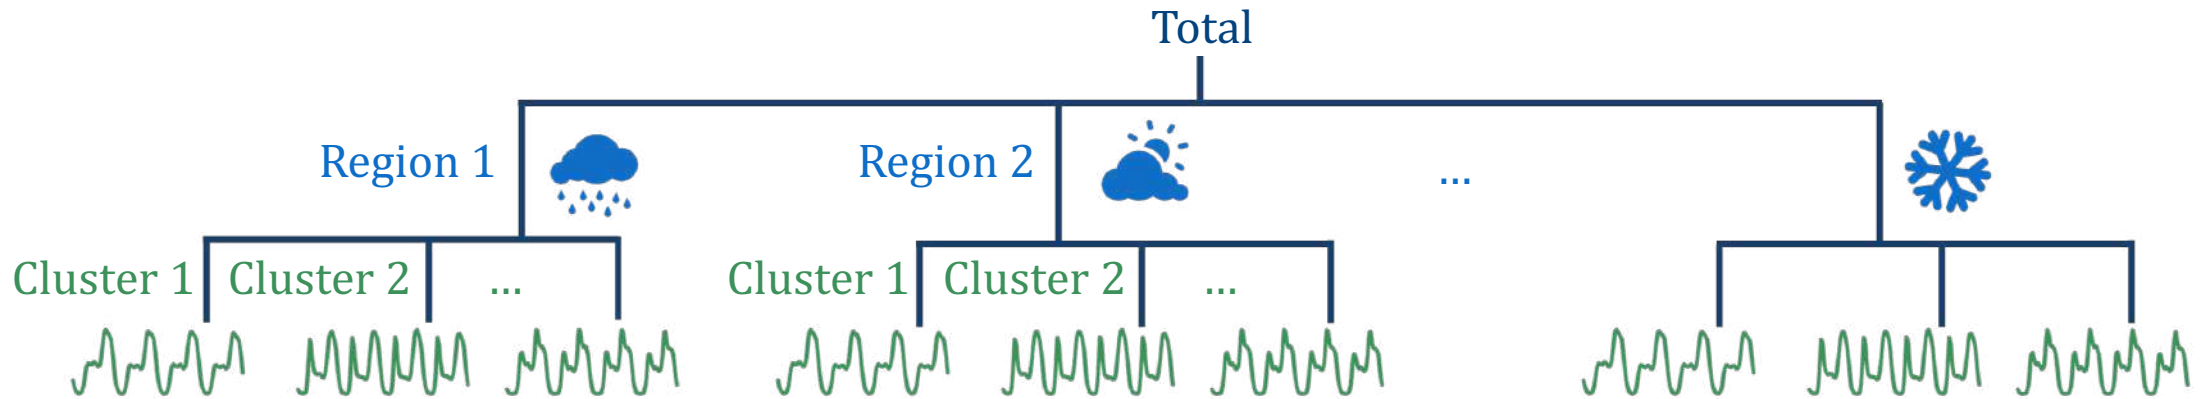 Total
Region 1
Region 2
...
Cluster 1
Cluster 2
...
Cluster 1
Cluster 2
...